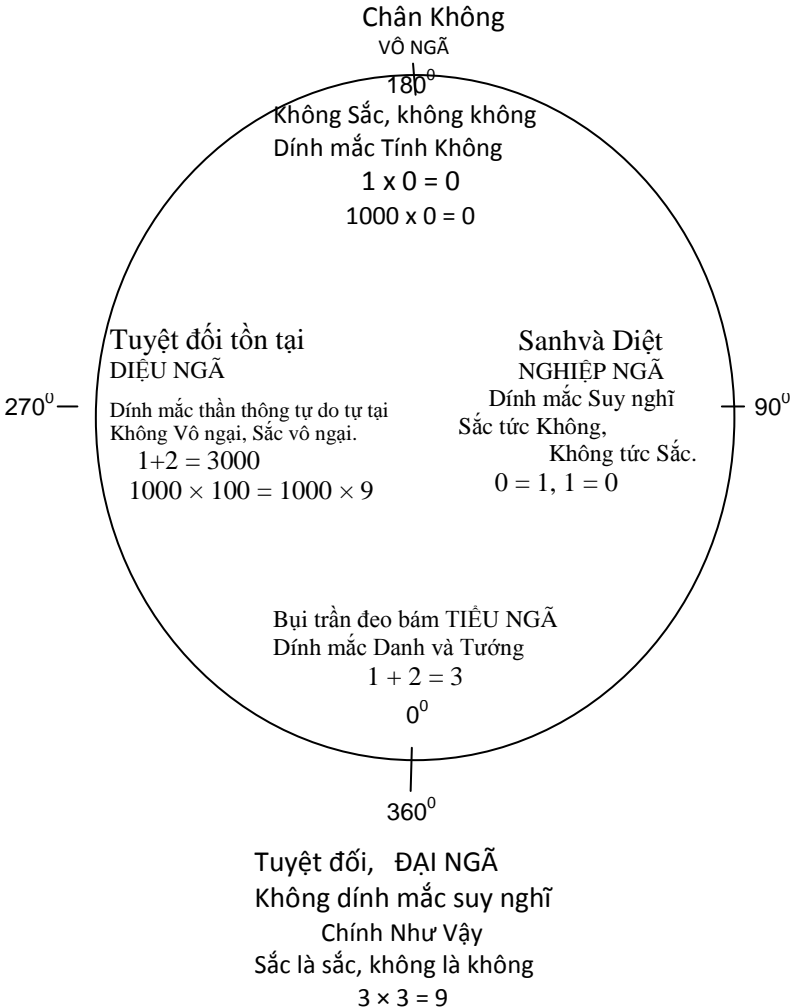 Chân Không
VÔ NGÃ
180⁰
Không Sắc, không không
Dính mắc Tính Không
1 x 0 = 0
1000 x 0 = 0
Tuyệt đối tồn tại
DIỆU NGÃ
270⁰
Dính mắc thần thông tự do tự tại
Không Vô ngại, Sắc vô ngại.
1+2 = 3000
1000 × 100 = 1000 × 9
Sanhvà Diệt
NGHIỆP NGÃ
90⁰
Dính mắc Suy nghĩ
Sắc tức Không,
Không tức Sắc.
0 = 1, 1 = 0
Bụi trần đeo bám TIỂU NGÃ
Dính mắc Danh và Tướng
1 + 2 = 3
0⁰
360⁰
Tuyệt đối, ĐẠI NGÃ
Không dính mắc suy nghĩ
Chính Như Vậy
Sắc là sắc, không là không
3 × 3 = 9